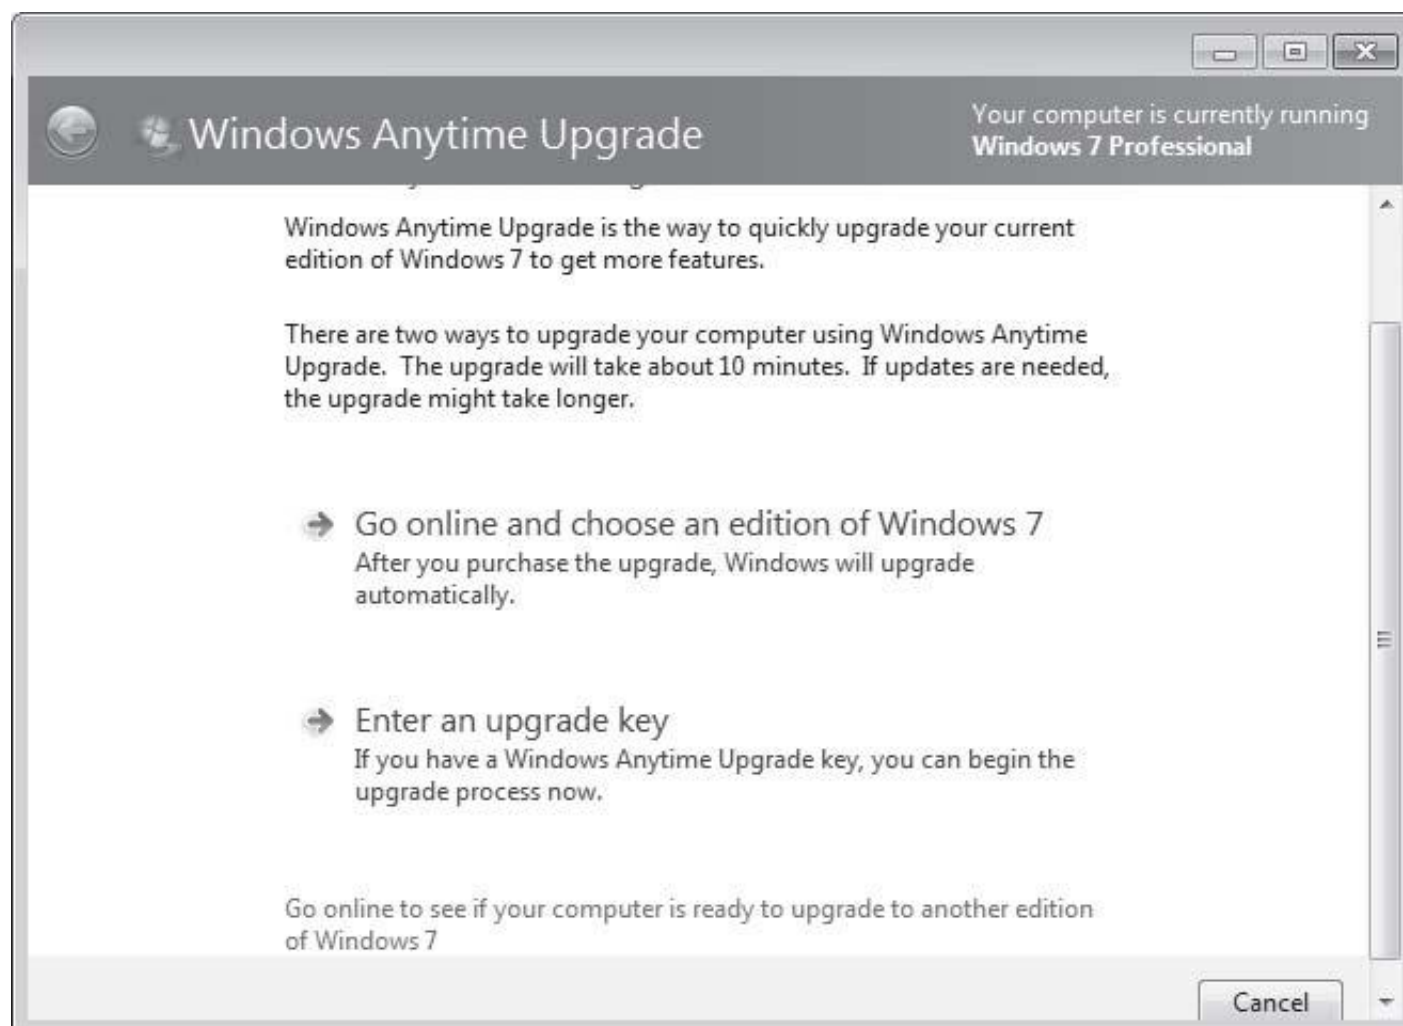 Windows Anytime Upgrade
Your computer is currently running
Windows 7 Professional
Windows Anytime Upgrade is the way to quickly upgrade your current
edition of Windows 7 to get more features.
There are two ways to upgrade your computer using Windows Anytime
Upgrade. The upgrade will take about 10 minutes. If updates are needed,
the upgrade might take longer.
Go online and choose an edition of Windows 7
After you purchase the upgrade, Windows will upgrade
automatically.
Enter an upgrade key
If you have a Windows Anytime Upgrade key, you can begin the
upgrade process now.
Go online to see if your computer is ready to upgrade to another edition
of Windows 7
Cancel